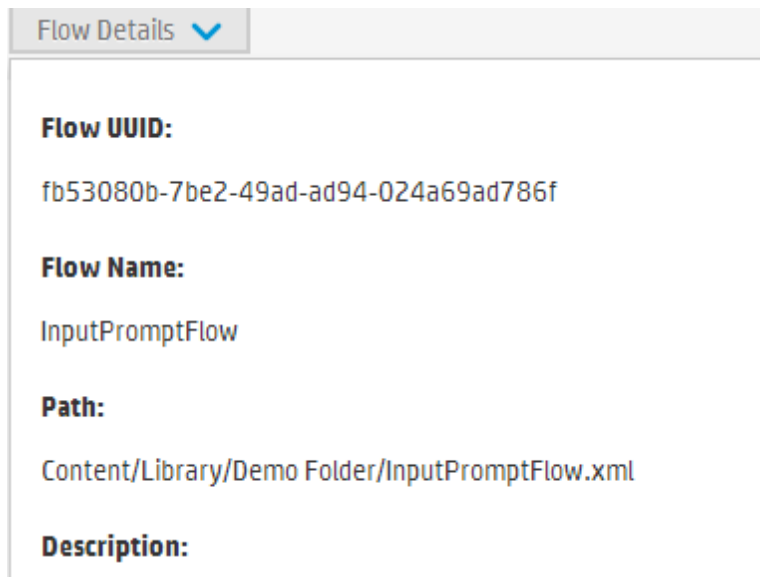 Flow Details
Flow UUID:
fb53080b-7be2-49ad-ad94-024a69ad786f
Flow Name:
InputPromptFlow
Path:
Content/Library/Demo Folder/InputPromptFlow.xml
Description: